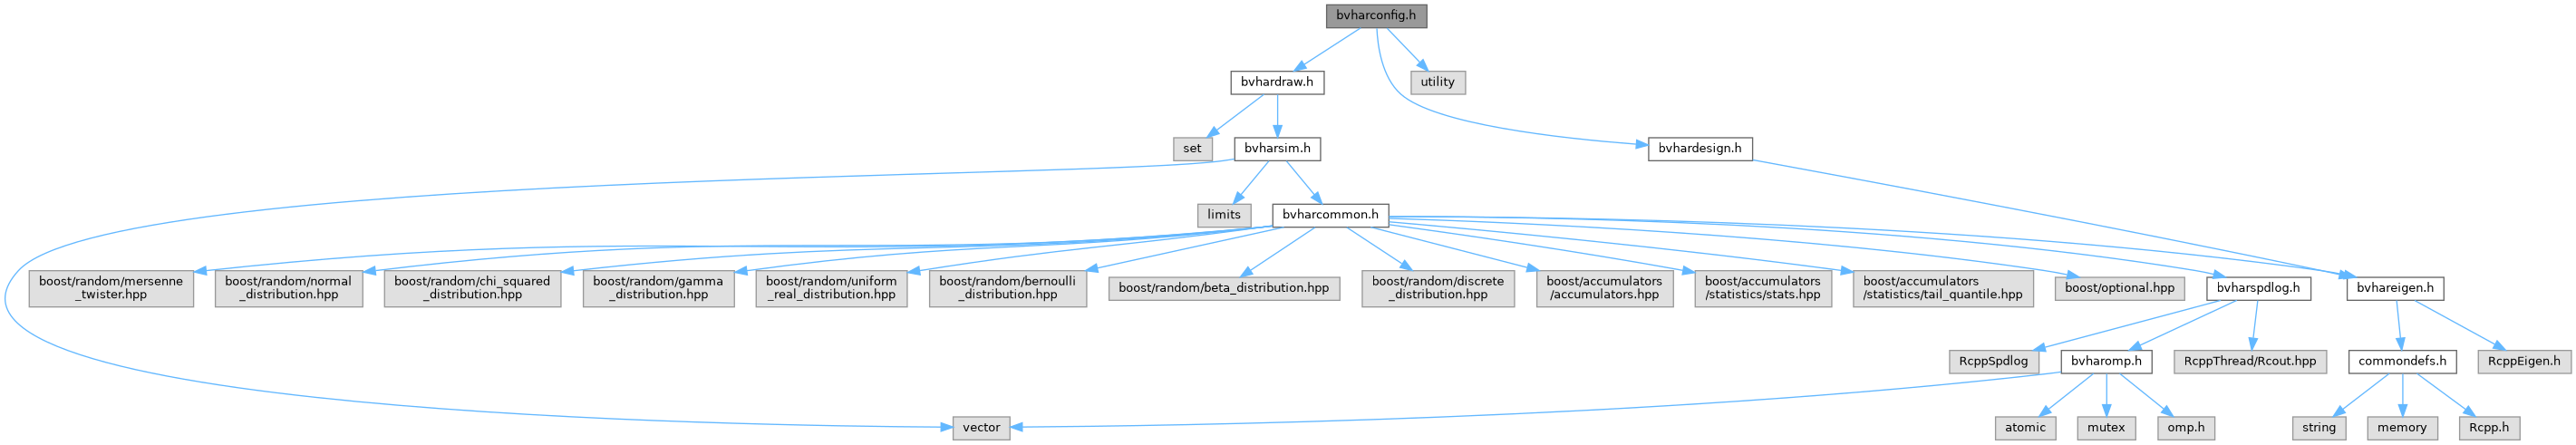 bvharconfig.h
bvhardraw.h
utility
set
bvharsim.h
bvhardesign.h
limits
bvharcommon.h
boost/random/mersenne
_twister.hpp
boost/random/normal
_distribution.hpp
boost/random/chi_squared
_distribution.hpp
boost/random/gamma
_distribution.hpp
boost/random/uniform
_real_distribution.hpp
boost/random/bernoulli
_distribution.hpp
boost/random/beta_distribution.hpp
boost/random/discrete
_distribution.hpp
boost/accumulators
/accumulators.hpp
boost/accumulators
/statistics/stats.hpp
boost/accumulators
/statistics/tail_quantile.hpp
boost/optional.hpp
bvharspdlog.h
bvhareigen.h
RcppSpdlog
bvharomp.h
RcppThread/Rcout.hpp
commondefs.h
RcppEigen.h
vector
atomic
mutex
omp.h
string
memory
Rcpp.h